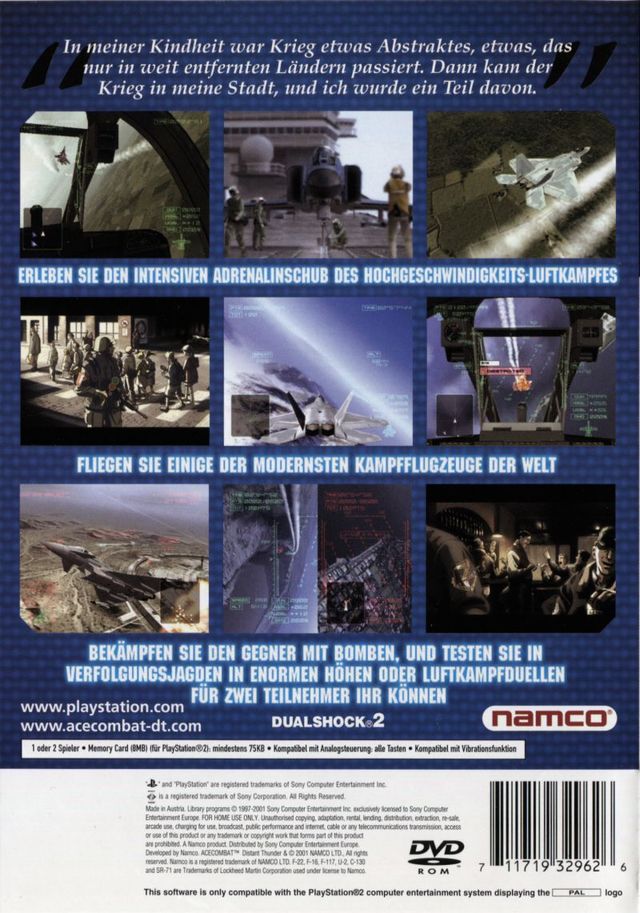 In meiner Kindheit war Krieg etwas Abstraktes, etwas, das
nur in weit entfernten Ländern passiert. Dann kam der
Krieg in meine Stadt, und ich wurde ein Teil davon.
ERLEBEN SIE DEN INTENSIVEN ADRENALINSCHUB DES HOCHGESCHWINDIGKEITS-LUFTKAMPFES
FLIEGEN SIE EINIGE DER MODERNSTEN KAMPFFLUGZEUGE DER WELT
BEKÄMPFEN SIE DEN GEGNER MIT BOMBEN, UND TESTEN SIE IN
VERFOLGUNGSJAGDEN IN ENORMEN HÖHEN ODER LUFTKAMPFDUELLEN
FÜR ZWEI TEILNEHMER IHR KÖNNEN
www.playstation.com
www.acecombat-dt.com
DUALSHOCK®2
namco®
1 oder 2 Spieler • Memory Card (8MB) (für PlayStation®2): mindestens 75KB • Kompatibel mit Analogsteuerung: alle Tasten • Kompatibel mit Vibrationsfunktion
" and "PlayStation" are registered trademarks of Sony Computer Entertainment Inc.
is a registered trademark of Sony Corporation. All Rights Reserved.
Made in Austria. Library programs © 1997-2001 Sony Computer Entertainment Inc. exclusively licensed to Sony Computer
Entertainment Europe. FOR HOME USE ONLY. Unauthorised copying, adaptation, rental, lending, distribution, extraction, re-sale,
arcade use, charging for use, broadcast, public performance and internet, cable or any telecommunications transmission, access
or use of this product or any trademark or copyright work that forms part of this product
are prohibited. A Namco product. Distributed by Sony Computer Entertainment Europe.
Developed by Namco. ACECOMBAT™ Distant Thunder & © 2001 NAMCO LTD., All rights
reserved. Namco is a registered trademark of NAMCO LTD. F-22, F-16, F-117, U-2, C-130
and SR-71 are Trademarks of Lockheed Martin Corporation used under license to Namco.
DVD
ROM
7 11719 32962 6
This software is only compatible with the PlayStation®2 computer entertainment system displaying the PAL logo